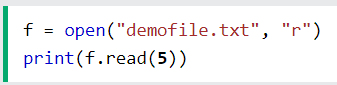 f = open("demofile.txt", "r")
print(f.read(5))